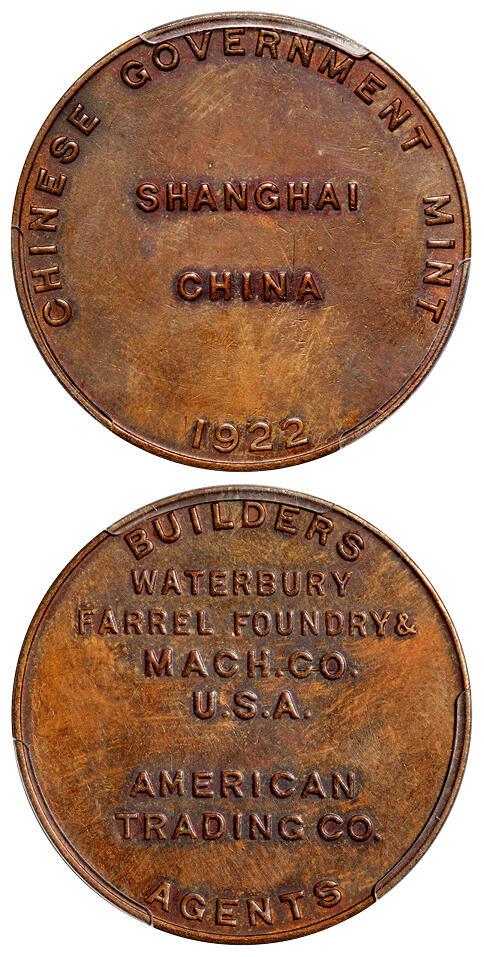 CHINESE GOVERNMENT MINT
SHANGHAI
CHINA
1922
BUILDERS
WATERBURY
FARREL FOUNDRY &
MACH. CO.
U.S.A.
AMERICAN
TRADING CO.
AGENTS